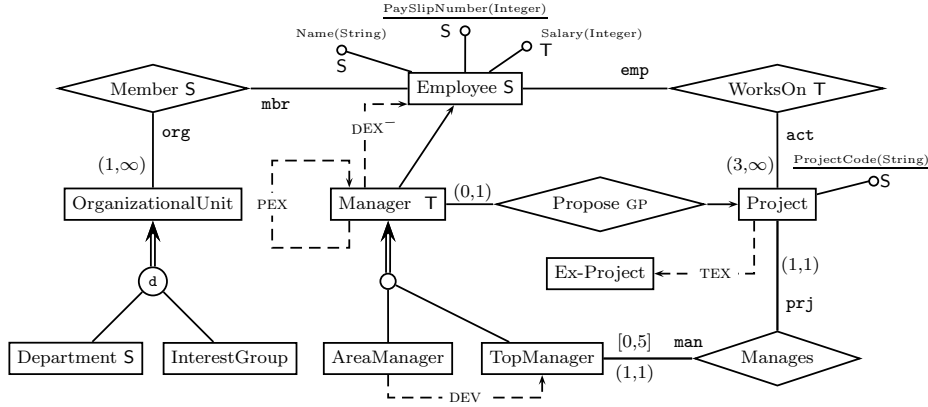 PaySlipNumber(Integer)
Name(String)
S
Salary(Integer)
S
T
Member S
mbr
Employee S
emp
WorksOn T
org
DEX−
act
(1,∞)
(3,∞)
ProjectCode(String)
S
OrganizationalUnit
PEX
Manager T
(0,1)
Propose GP
Project
Ex-Project
TEX
(1,1)
d
prj
Department S
InterestGroup
AreaManager
TopManager
[0,5]
man
(1,1)
Manages
DEV